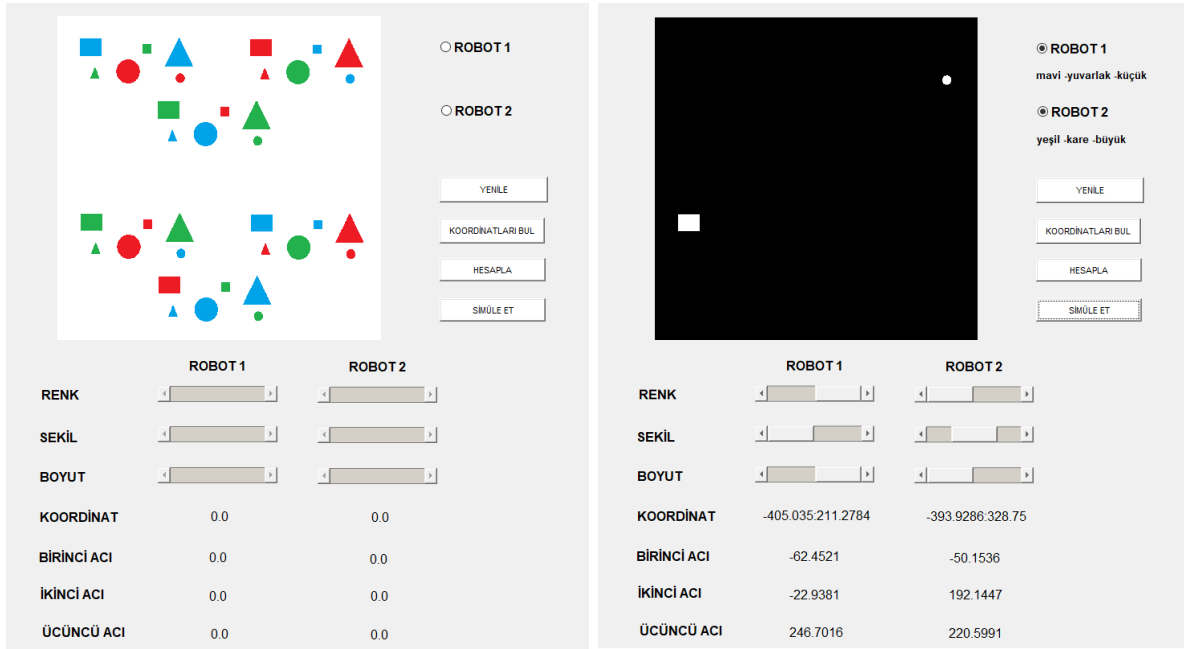 ROBOT 1
ROBOT 2
YENİLE
KOORDİNATLARI BUL
HESAPLA
SİMÜLE ET
ROBOT 1 ROBOT 2
RENK
SEKİL
BOYUT
KOORDİNAT 0.0 0.0
BİRİNCİ ACI 0.0 0.0
İKİNCİ ACI 0.0 0.0
ÜCÜNCÜ ACI 0.0 0.0
ROBOT 1
mavi -yuvarlak -küçük
ROBOT 2
yeşil -kare -büyük
YENİLE
KOORDİNATLARI BUL
HESAPLA
SİMÜLE ET
ROBOT 1 ROBOT 2
RENK
SEKİL
BOYUT
KOORDİNAT -405.035:211.2784 -393.9286:328.75
BİRİNCİ ACI -62.4521 -50.1536
İKİNCİ ACI -22.9381 192.1447
ÜCÜNCÜ ACI 246.7016 220.5991